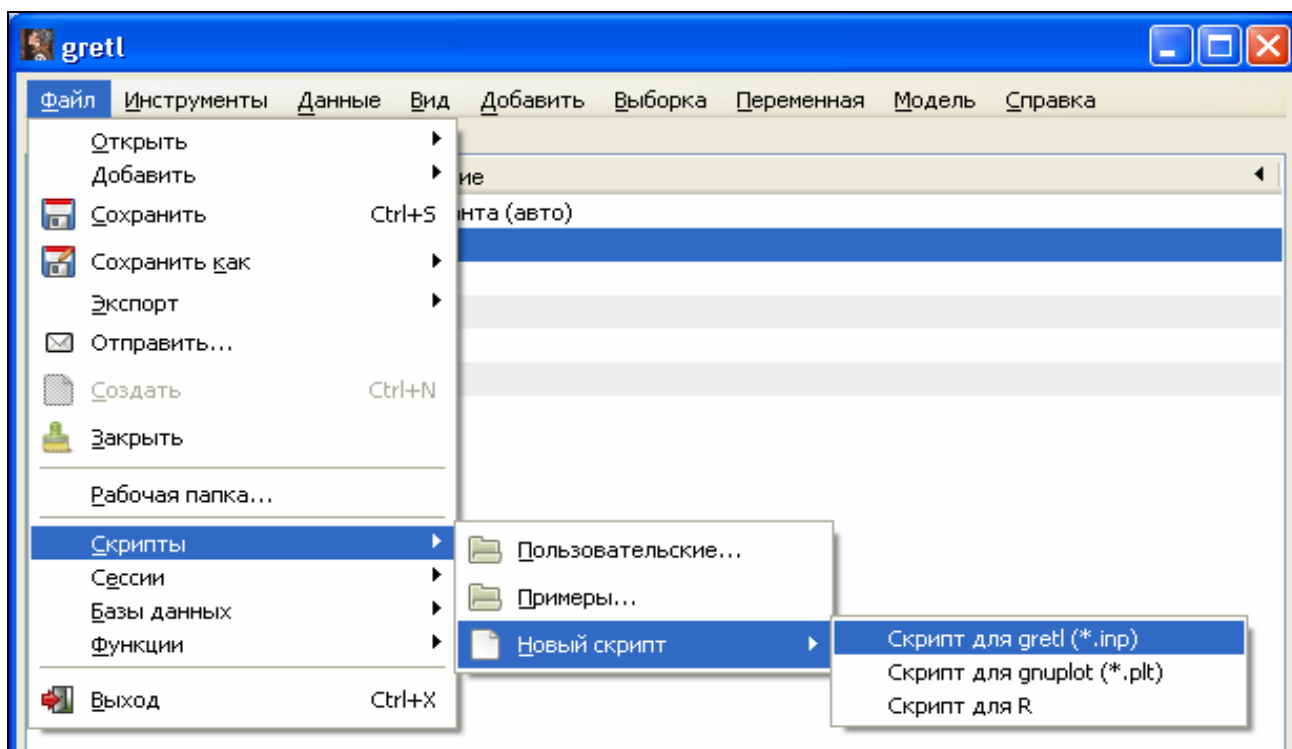 gretl
Файл Инструменты Данные Вид Добавить Выборка Переменная Модель Справка
Открыть
Добавить
ие
Сохранить Ctrl+S
нта (авто)
Сохранить как
Экспорт
Отправить...
Создать Ctrl+N
Закрыть
Рабочая папка...
Скрипты
Пользовательские...
Сессии
Примеры...
Базы данных
Функции
Новый скрипт
Скрипт для gretl (*.inp)
Скрипт для gnuplot (*.plt)
Выход Ctrl+X
Скрипт для R